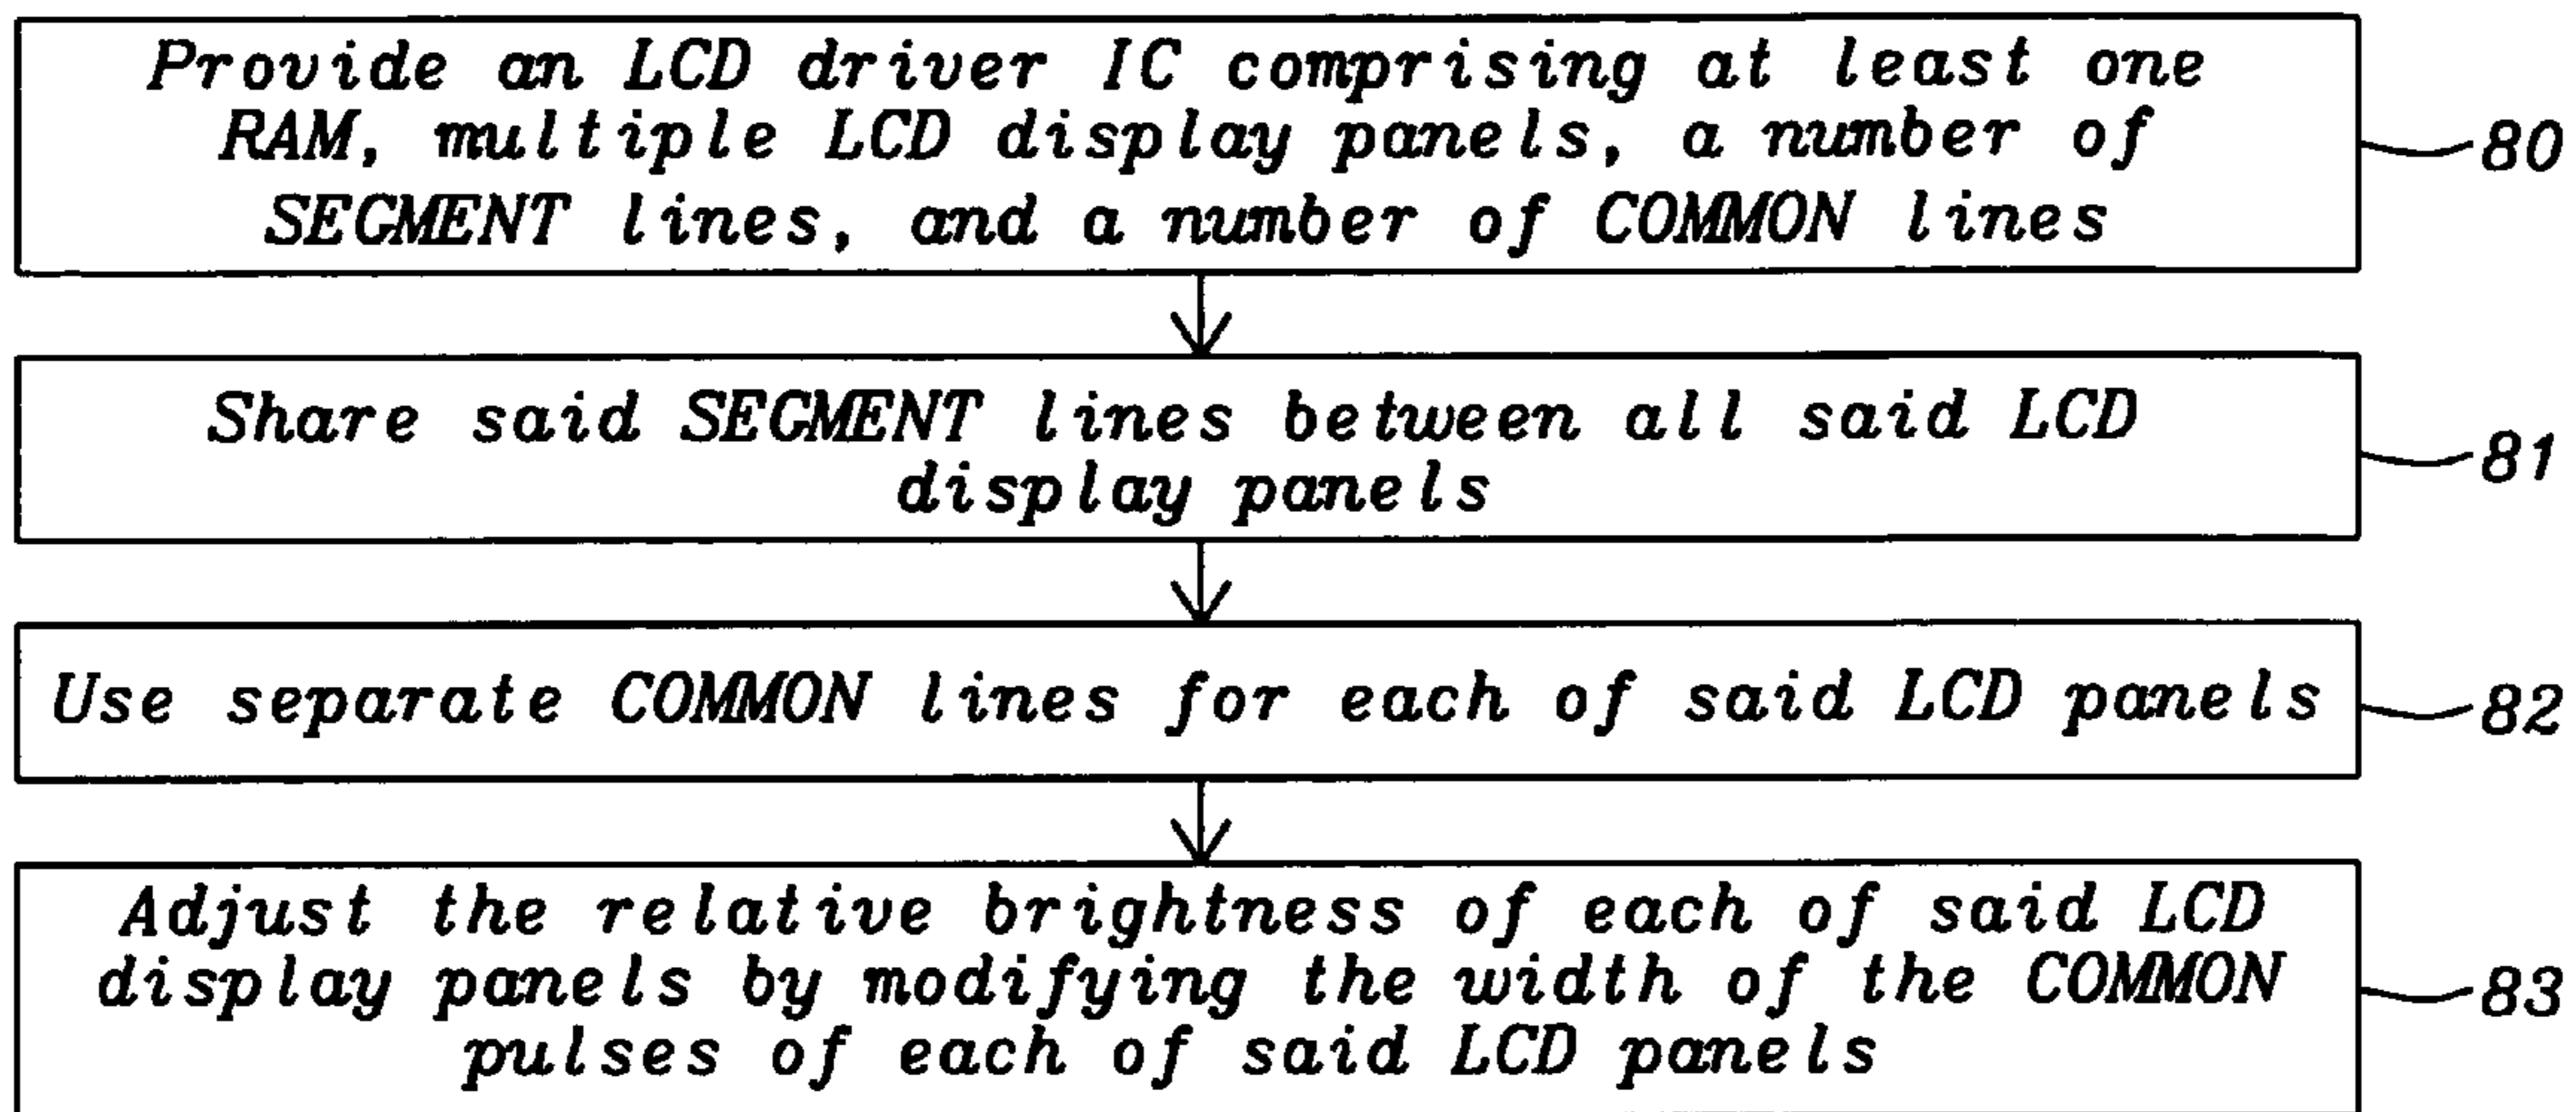 Provide an LCD driver IC comprising at least one
RAM, multiple LCD display panels, a number of
SEGMENT lines, and a number of COMMON lines
80
Share said SEGMENT lines between all said LCD
display panels
81
Use separate COMMON lines for each of said LCD panels
82
Adjust the relative brightness of each of said LCD
display panels by modifying the width of the COMMON
pulses of each of said LCD panels
83